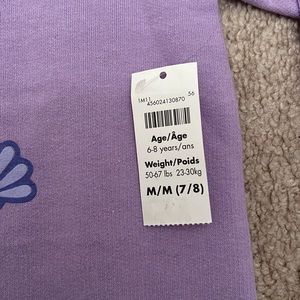 1M11 56
456024130870
Age/Âge
6-8 years/ans
Weight/Poids
50-67 lbs 23-30kg
M/M (7/8)